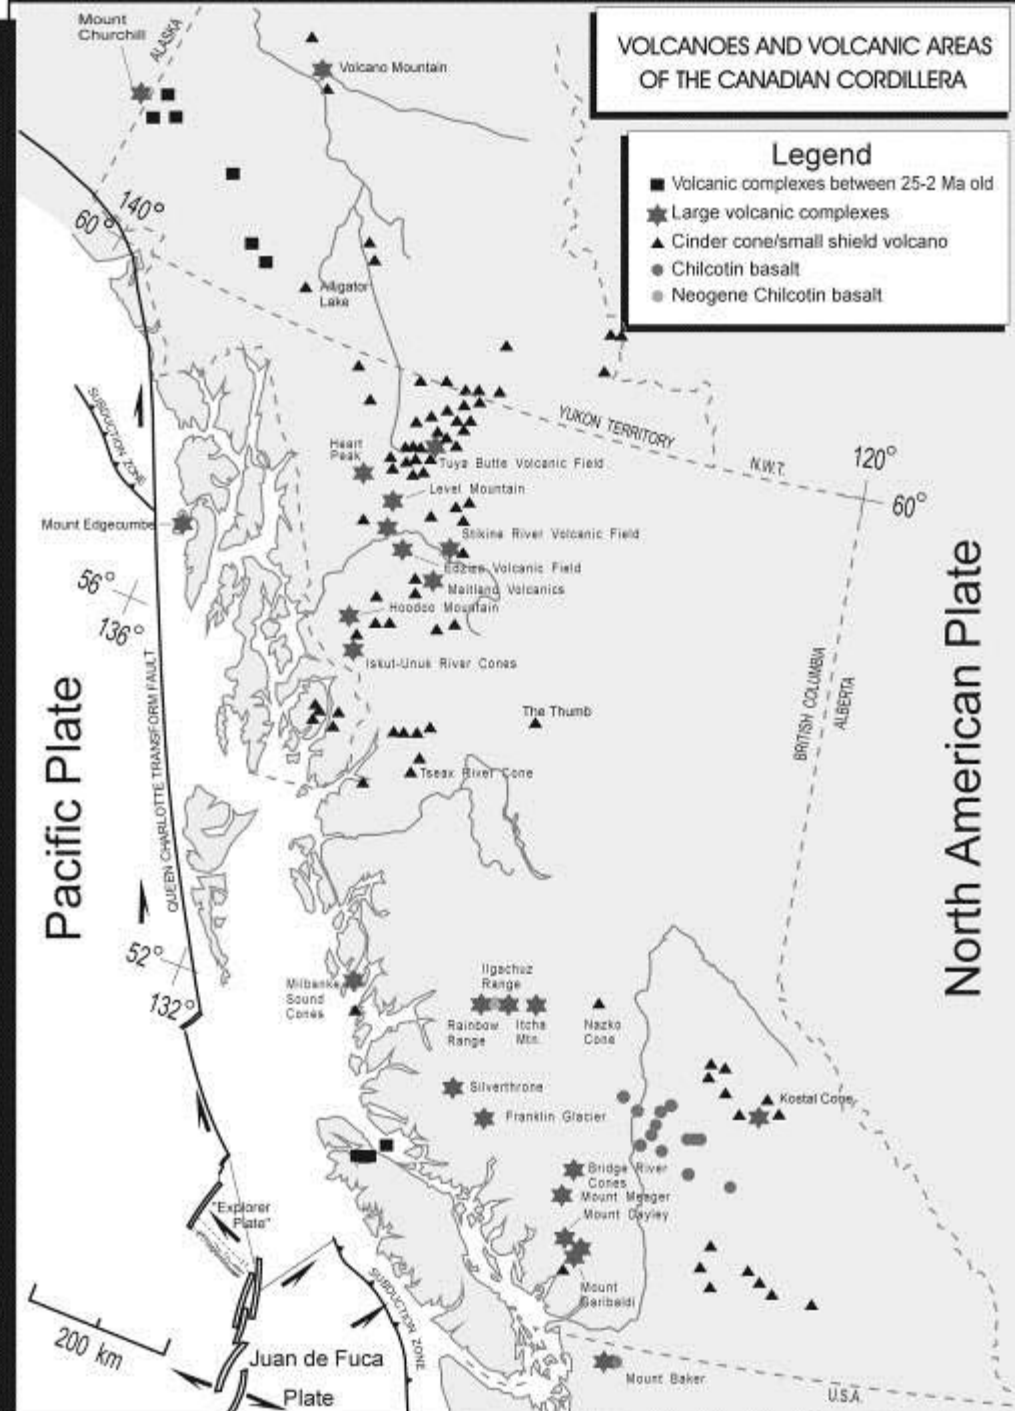 Mount
Churchill
ALASKA
Volcano Mountain
VOLCANOES AND VOLCANIC AREAS
OF THE CANADIAN CORDILLERA
Legend
Volcanic complexes between 25-2 Ma old
Large volcanic complexes
Cinder cone/small shield volcano
Chilcotin basalt
Neogene Chilcotin basalt
60° 140°
Alligator
Lake
SUBDUCTION ZONE
YUKON TERRITORY
N.W.T.
120°
60°
Heart
Peak
Tuya Butte Volcanic Field
Level Mountain
Mount Edgecumbe
Stikine River Volcanic Field
Edziza Volcanic Field
Maitland Volcanics
Hoodoo Mountain
Iskut-Unuk River Cones
56°
136°
The Thumb
Tseax River Cone
BRITISH COLUMBIA
ALBERTA
Pacific Plate
QUEEN CHARLOTTE TRANSFORM FAULT
North American Plate
52°
132°
Milbanke
Sound
Cones
Ilgachuz
Range
Rainbow
Range
Itcha
Mtn.
Nazko
Cone
Silverthrone
Franklin Glacier
Kostal Cone
Bridge River
Cones
Mount Meager
Mount Cayley
Mount
Garibaldi
"Explorer
Plate"
SUBDUCTION ZONE
200 km
Juan de Fuca
Plate
Mount Baker
U.S.A.